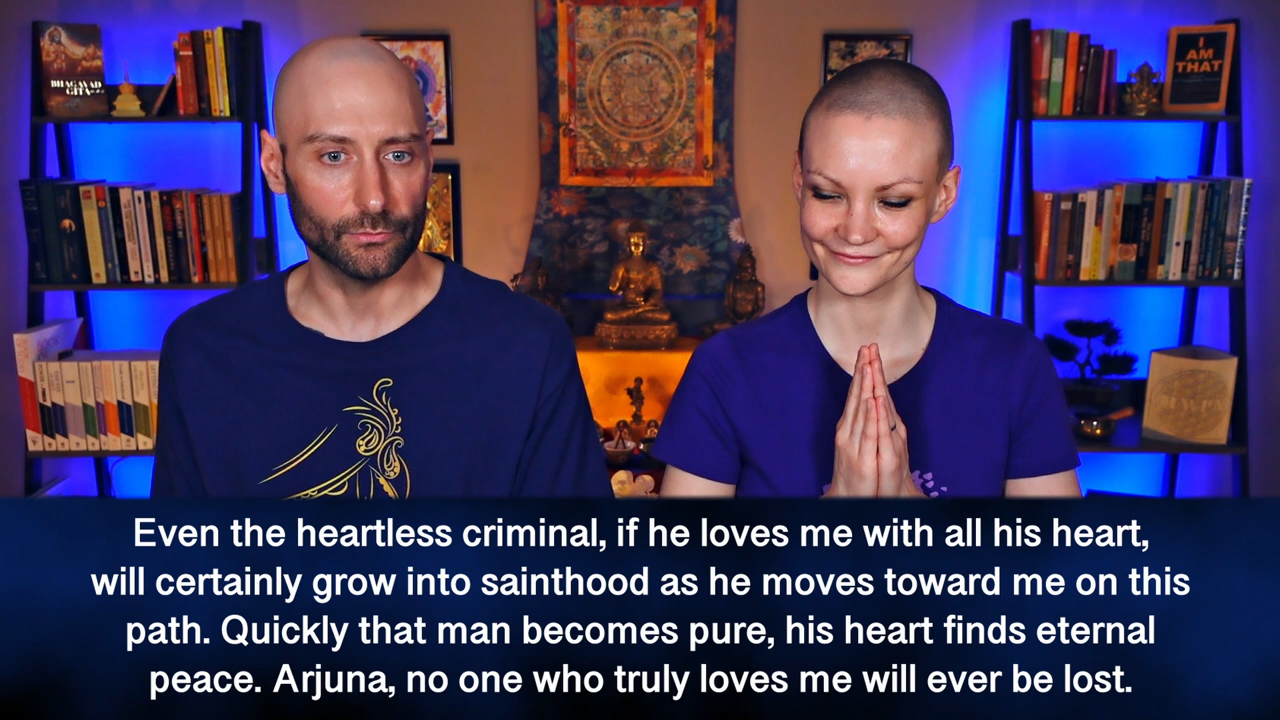 BHAGAVAD
GITA
I
AM
THAT
Even the heartless criminal, if he loves me with all his heart,
will certainly grow into sainthood as he moves toward me on this
path. Quickly that man becomes pure, his heart finds eternal
peace. Arjuna, no one who truly loves me will ever be lost.